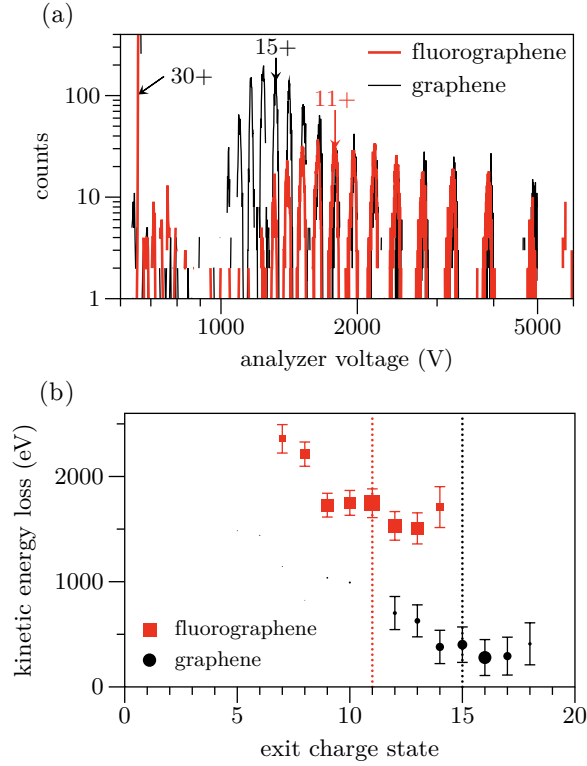 (a)
30+
15+
11+
fluorographene
graphene
counts
100
10
1
1000
2000
5000
analyzer voltage (V)
(b)
kinetic energy loss (eV)
2000
1000
0
fluorographene
graphene
0
5
10
15
20
exit charge state